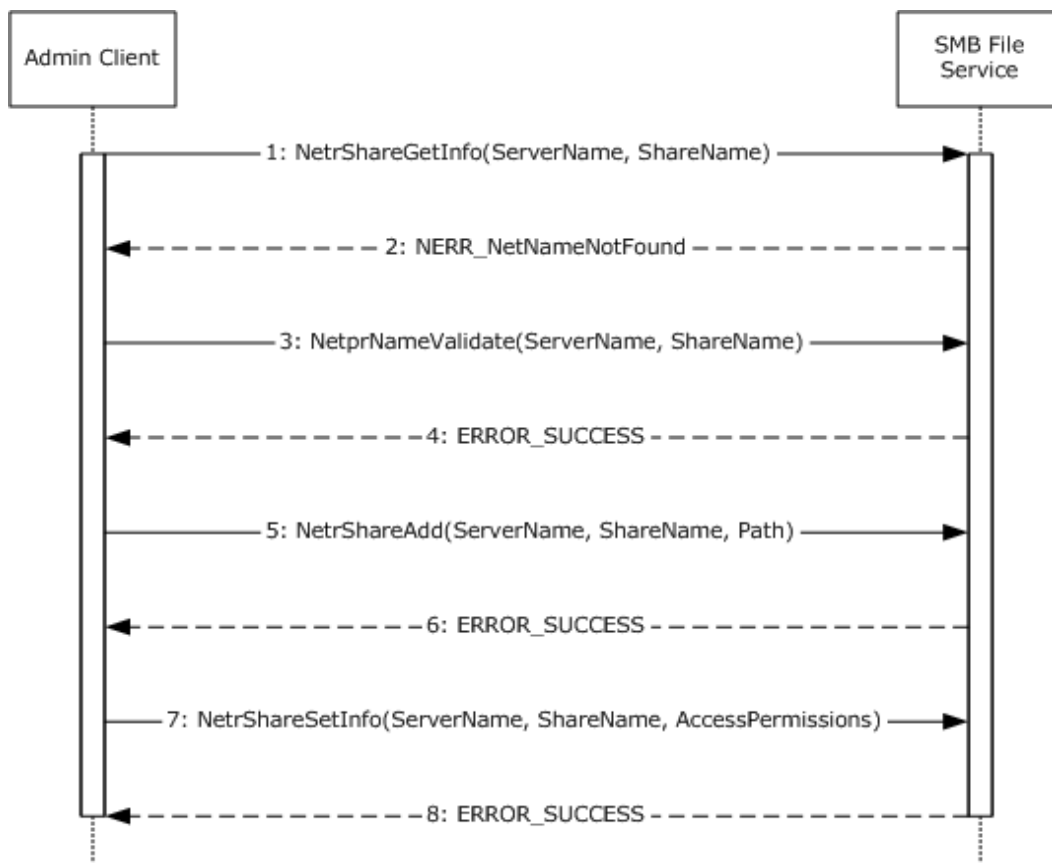 Admin Client
SMB File
Service
1: NetrShareGetInfo(ServerName, ShareName)
2: NERR_NetNameNotFound
3: NetprNameValidate(ServerName, ShareName)
4: ERROR_SUCCESS
5: NetrShareAdd(ServerName, ShareName, Path)
6: ERROR_SUCCESS
7: NetrShareSetInfo(ServerName, ShareName, AccessPermissions)
8: ERROR_SUCCESS